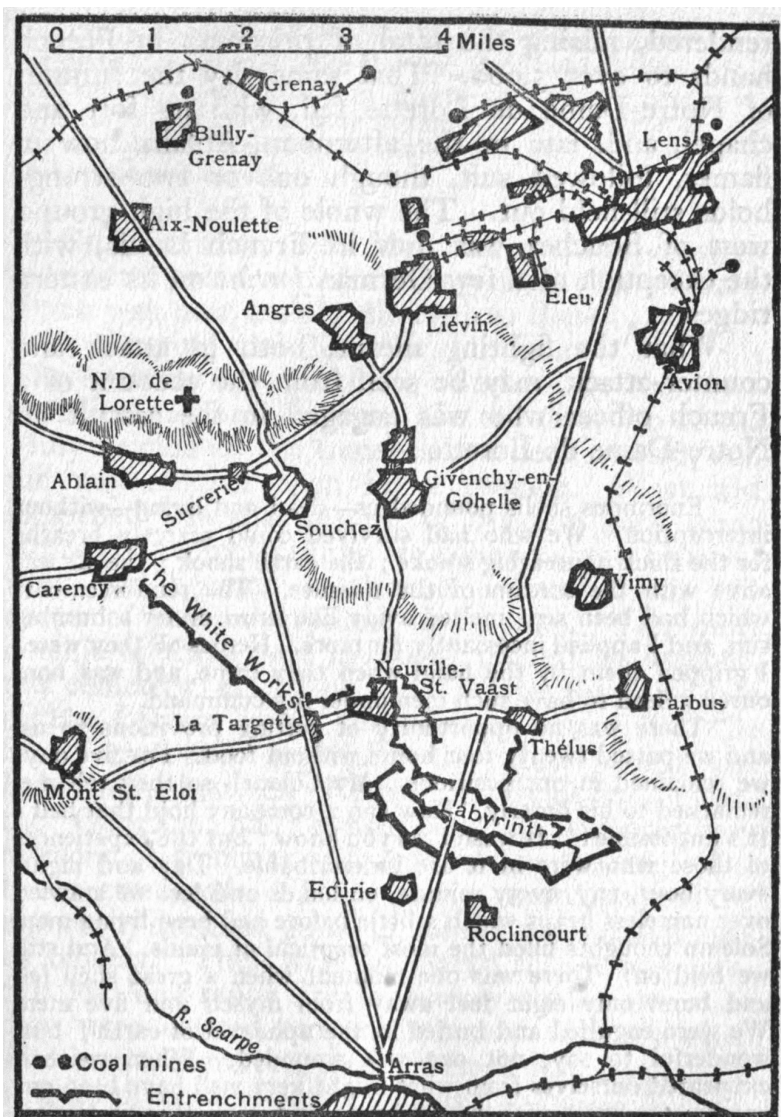 0 1 2 3 4
Miles
Grenay
Bully-
Grenay
Lens
Aix-Noulette
Eleu
Angres
Liévin
Avion
N.D. de
Lorette
Ablain
Sucrerie
Souchez
Givenchy-en
Gohelle
Carency
Vimy
The White Works
Neuville-
St. Vaast
Farbus
La Targette
Thélus
Mont St. Eloi
Labyrinth
Ecurie
Roclincourt
R. Scarpe
Arras
Coal mines
Entrenchments